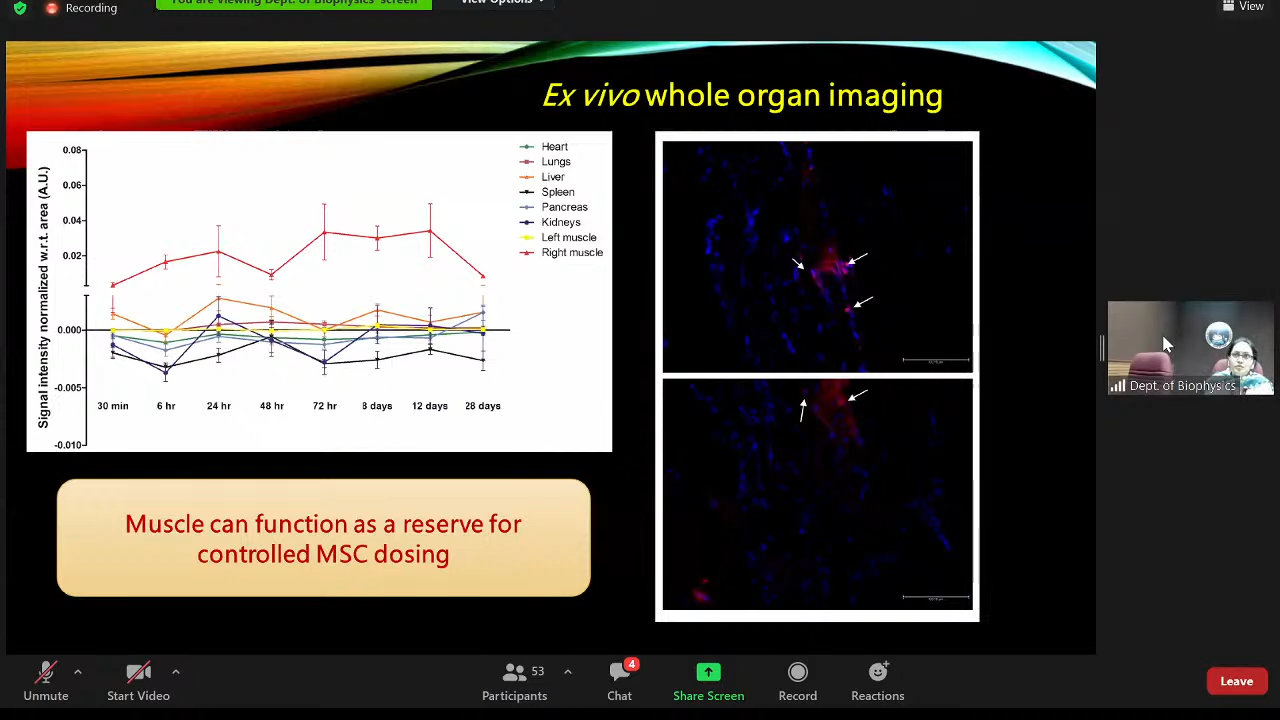 Recording
You are viewing Dept. of Biophysics' screen
View Options
View
Ex vivo whole organ imaging
Signal intensity normalized w.r.t. area (A.U.)
0.08
0.06
0.04
0.02
0.000
-0.005
-0.010
30 min 6 hr 24 hr 48 hr 72 hr 8 days 12 days 28 days
Heart
Lungs
Liver
Spleen
Pancreas
Kidneys
Left muscle
Right muscle
Muscle can function as a reserve for
controlled MSC dosing
Dept. of Biophysics
Unmute
Start Video
Participants
53
Chat
4
Share Screen
Record
Reactions
Leave